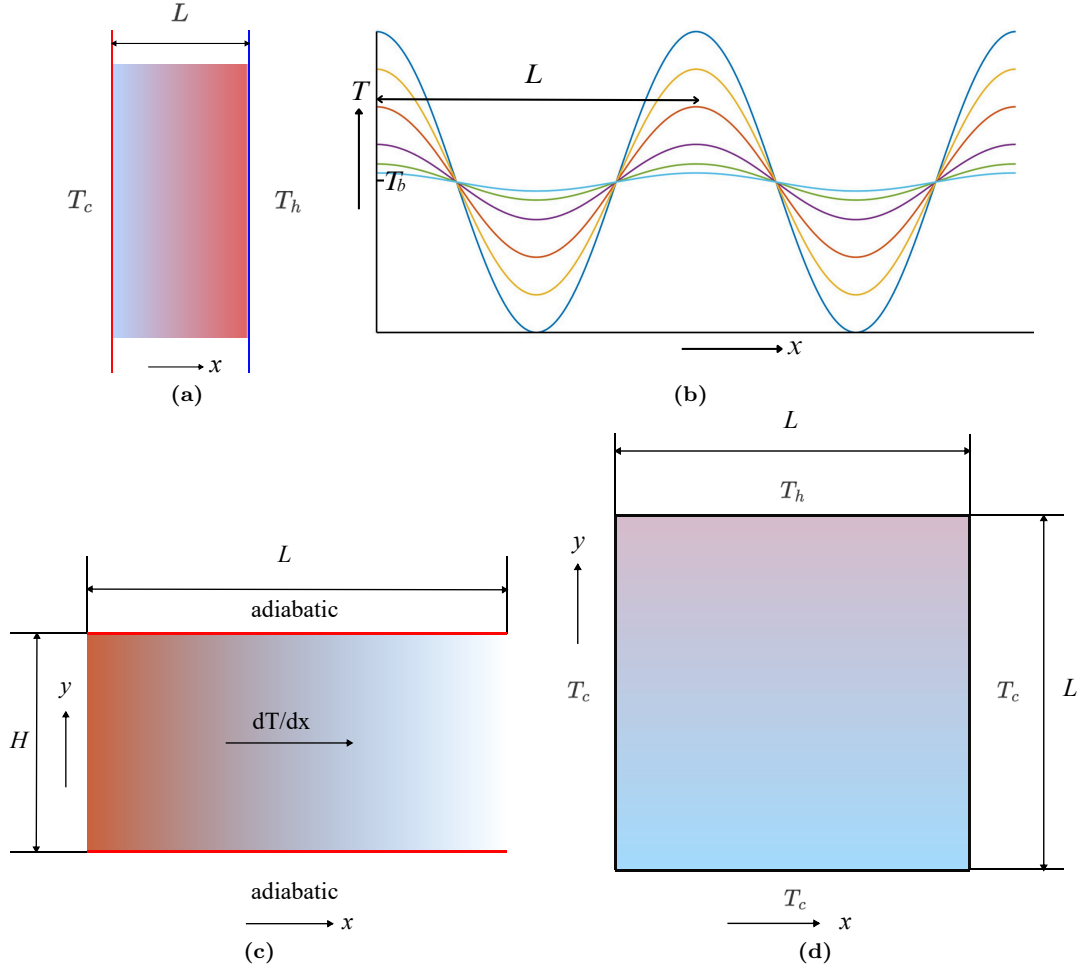 L
T_c
T_h
x
(a)
L
T
T_b
x
(b)
L
adiabatic
y
H
dT/dx
adiabatic
x
(c)
L
T_h
y
T_c
T_c
L
T_c
x
(d)